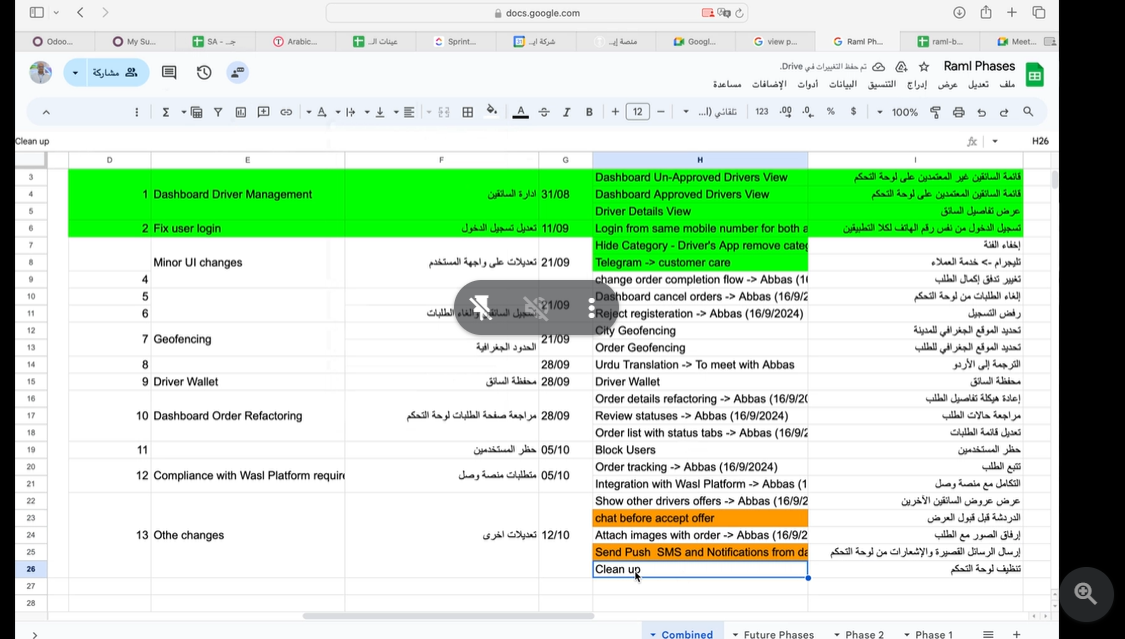 docs.google.com
Odoo...
My Su...
SA - جـ...
Arabic...
عينات الـ...
Sprint...
شركة ايـ...
منصة إيـ...
Googl...
view p...
Raml Ph...
raml-b...
Meet...
مشاركة
تم حفظ التغييرات في Drive.
Raml Phases
ملف تعديل عرض إدراج التنسيق البيانات أدوات الإضافات مساعدة
12
تلقائي (ا...
123
%
$
100%
Clean up
H26
D E F G H I
3 Dashboard Un-Approved Drivers View قائمة السائقين غير المعتمدين على لوحة التحكم
4 1 Dashboard Driver Management ادارة السائقين 31/08 Dashboard Approved Drivers View قائمة السائقين المعتمدين على لوحة التحكم
5 Driver Details View عرض تفاصيل السائق
6 2 Fix user login تعديل تسجيل الدخول 11/09 Login from same mobile number for both a تسجيل الدخول من نفس رقم الهاتف لكلا التطبيقين
7 Hide Category - Driver's App remove categ إخفاء الفئة
8 Minor UI changes تعديلات على واجهة المستخدم 21/09 Telegram -> customer care تليجرام -> خدمة العملاء
9 4 change order completion flow -> Abbas (16 تغيير تدفق إكمال الطلب
10 5 21/09 Dashboard cancel orders -> Abbas (16/9/2 إلغاء الطلبات من لوحة التحكم
11 6 الطلبات Reject registeration -> Abbas (16/9/2024) رفض التسجيل
12 City Geofencing تحديد الموقع الجغرافي للمدينة
7 Geofencing 21/09
13 الحدود الجغرافية Order Geofencing تحديد الموقع الجغرافي للطلب
14 8 28/09 Urdu Translation -> To meet with Abbas الترجمة إلى الأردو
15 9 Driver Wallet محفظة السائق 28/09 Driver Wallet محفظة السائق
16 Order details refactoring -> Abbas (16/9/20 إعادة هيكلة تفاصيل الطلب
17 10 Dashboard Order Refactoring مراجعة صفحة الطلبات لوحة التحكم 28/09 Review statuses -> Abbas (16/9/2024) مراجعة حالات الطلب
18 Order list with status tabs -> Abbas (16/9/2 تعديل قائمة الطلبات
19 11 حظر المستخدمين 05/10 Block Users حظر المستخدمين
20 Order tracking -> Abbas (16/9/2024) تتبع الطلب
12 Compliance with Wasl Platform require متطلبات منصة وصل 05/10
21 Integration with Wasl Platform -> Abbas (1 التكامل مع منصة وصل
22 Show other drivers offers -> Abbas (16/9/2 عرض عروض السائقين الآخرين
23 chat before accept offer الدردشة قبل قبول العرض
24 13 Othe changes تعديلات اخرى 12/10 Attach images with order -> Abbas (16/9/2 إرفاق الصور مع الطلب
25 Send Push SMS and Notifications from da إرسال الرسائل القصيرة والإشعارات من لوحة التحكم
26 Clean up تنظيف لوحة التحكم
27
28
Combined
Future Phases
Phase 2
Phase 1